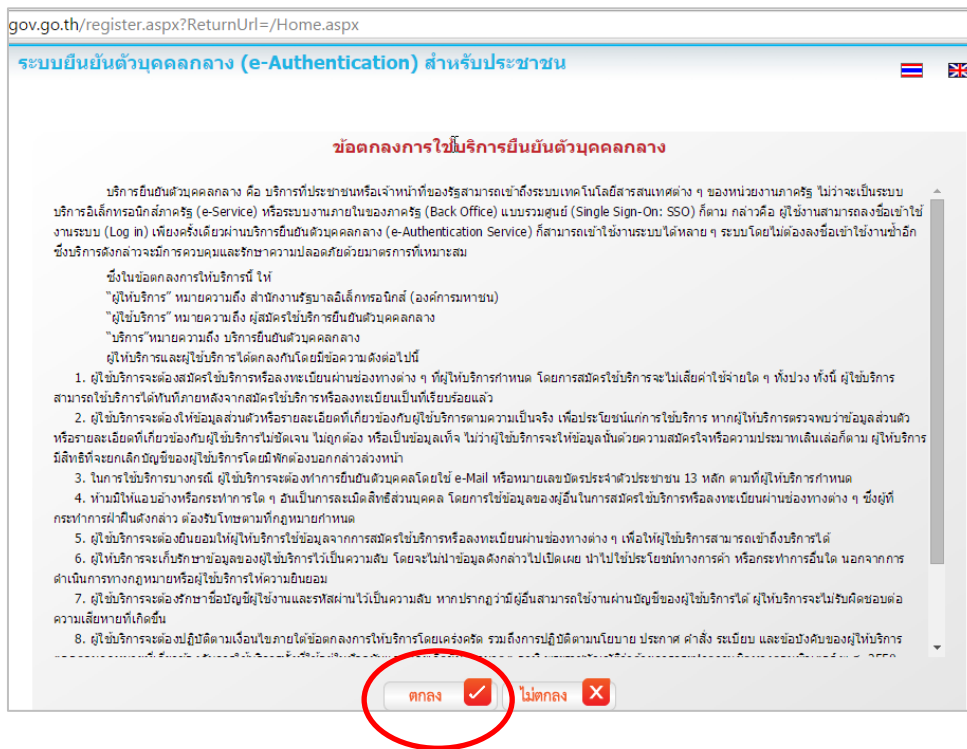 gov.go.th/register.aspx?ReturnUrl=/Home.aspx
ระบบยืนยันตัวบุคคลกลาง (e-Authentication) สำหรับประชาชน
ข้อตกลงการใช้บริการยืนยันตัวบุคคลกลาง
บริการยืนยันตัวบุคคลกลาง คือ บริการที่ประชาชนหรือเจ้าหน้าที่ของรัฐสามารถเข้าถึงระบบเทคโนโลยีสารสนเทศต่าง ๆ ของหน่วยงานภาครัฐ ไม่ว่าจะเป็นระบบ
บริการอิเล็กทรอนิกส์ภาครัฐ (e-Service) หรือระบบงานภายในของภาครัฐ (Back Office) แบบรวมศูนย์ (Single Sign-On: SSO) ก็ตาม กล่าวคือ ผู้ใช้งานสามารถลงชื่อเข้าใช้
งานระบบ (Log in) เพียงครั้งเดียวผ่านบริการยืนยันตัวบุคคลกลาง (e-Authentication Service) ก็สามารถเข้าใช้งานระบบได้หลาย ๆ ระบบโดยไม่ต้องลงชื่อเข้าใช้งานซ้ำอีก
ซึ่งบริการดังกล่าวจะมีการควบคุมและรักษาความปลอดภัยด้วยมาตรการที่เหมาะสม
ซึ่งในข้อตกลงการให้บริการนี้ ให้
"ผู้ให้บริการ" หมายความถึง สำนักงานรัฐบาลอิเล็กทรอนิกส์ (องค์การมหาชน)
"ผู้ใช้บริการ" หมายความถึง ผู้สมัครใช้บริการยืนยันตัวบุคคลกลาง
"บริการ"หมายความถึง บริการยืนยันตัวบุคคลกลาง
ผู้ให้บริการและผู้ใช้บริการได้ตกลงกันโดยมีข้อความดังต่อไปนี้
1. ผู้ใช้บริการจะต้องสมัครใช้บริการหรือลงทะเบียนผ่านช่องทางต่าง ๆ ที่ผู้ให้บริการกำหนด โดยการสมัครใช้บริการจะไม่เสียค่าใช้จ่ายใด ๆ ทั้งปวง ทั้งนี้ ผู้ใช้บริการ
สามารถใช้บริการได้ทันทีภายหลังจากสมัครใช้บริการหรือลงทะเบียนเป็นที่เรียบร้อยแล้ว
2. ผู้ใช้บริการจะต้องให้ข้อมูลส่วนตัวหรือรายละเอียดที่เกี่ยวข้องกับผู้ใช้บริการตามความเป็นจริง เพื่อประโยชน์แก่การใช้บริการ หากผู้ให้บริการตรวจพบว่าข้อมูลส่วนตัว
หรือรายละเอียดที่เกี่ยวข้องกับผู้ใช้บริการไม่ชัดเจน ไม่ถูกต้อง หรือเป็นข้อมูลเท็จ ไม่ว่าผู้ใช้บริการจะให้ข้อมูลนั้นด้วยความสมัครใจหรือความประมาทเลินเล่อก็ตาม ผู้ให้บริการ
มีสิทธิที่จะยกเลิกบัญชีของผู้ใช้บริการโดยมิพักต้องบอกกล่าวล่วงหน้า
3. ในการใช้บริการบางกรณี ผู้ใช้บริการจะต้องทำการยืนยันตัวบุคคลโดยใช้ e-Mail หรือหมายเลขบัตรประจำตัวประชาชน 13 หลัก ตามที่ผู้ให้บริการกำหนด
4. ห้ามมิให้แอบอ้างหรือกระทำการใด ๆ อันเป็นการละเมิดสิทธิส่วนบุคคล โดยการใช้ข้อมูลของผู้อื่นในการสมัครใช้บริการหรือลงทะเบียนผ่านช่องทางต่าง ๆ ซึ่งผู้ที่
กระทำการฝ่าฝืนดังกล่าว ต้องรับโทษตามที่กฎหมายกำหนด
5. ผู้ใช้บริการจะต้องยินยอมให้ผู้ให้บริการใช้ข้อมูลจากการสมัครใช้บริการหรือลงทะเบียนผ่านช่องทางต่าง ๆ เพื่อให้ผู้ใช้บริการสามารถเข้าถึงบริการได้
6. ผู้ให้บริการจะเก็บรักษาข้อมูลของผู้ใช้บริการไว้เป็นความลับ โดยจะไม่นำข้อมูลดังกล่าวไปเปิดเผย นำไปใช้ประโยชน์ทางการค้า หรือกระทำการอื่นใด นอกจากการ
ดำเนินการทางกฎหมายหรือผู้ใช้บริการให้ความยินยอม
7. ผู้ใช้บริการจะต้องรักษาชื่อบัญชีผู้ใช้งานและรหัสผ่านไว้เป็นความลับ หากปรากฏว่ามีผู้อื่นสามารถใช้งานผ่านบัญชีของผู้ใช้บริการได้ ผู้ให้บริการจะไม่รับผิดชอบต่อ
ความเสียหายที่เกิดขึ้น
8. ผู้ใช้บริการจะต้องปฏิบัติตามเงื่อนไขภายใต้ข้อตกลงการให้บริการโดยเคร่งครัด รวมถึงการปฏิบัติตามนโยบาย ประกาศ คำสั่ง ระเบียบ และข้อบังคับของผู้ให้บริการ
ตกลง ไม่ตกลง